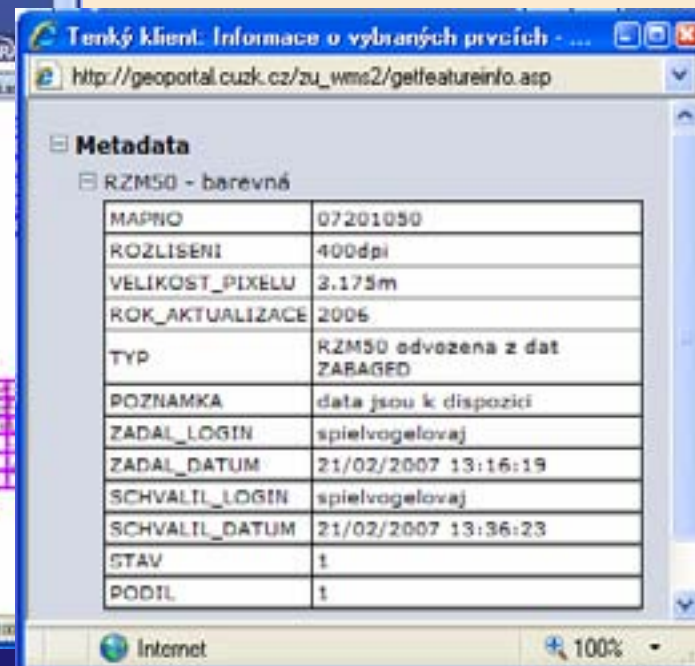 Tenký klient: Informace o vybraných prvcích - ...
http://geoportal.cuzk.cz/zu_wms2/getfeatureinfo.asp
Metadata
RZM50 - barevná
MAPNO 07201050
ROZLISENI 400dpi
VELIKOST_PIXELU 3.175m
ROK_AKTUALIZACE 2006
TYP RZM50 odvozena z dat
ZABAGED
POZNAMKA data jsou k dispozici
ZADAL_LOGIN spielvogelovaj
ZADAL_DATUM 21/02/2007 13:16:19
SCHVALIL_LOGIN spielvogelovaj
SCHVALIL_DATUM 21/02/2007 13:36:23
STAV 1
PODIL 1
Internet 100%